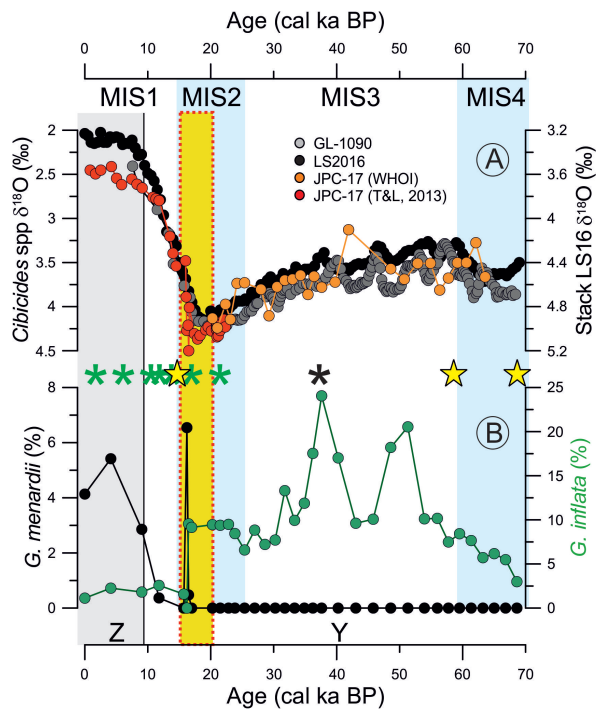 Age (cal ka BP)
0 10 20 30 40 50 60 70
MIS1 MIS2 MIS3 MIS4
2
2.5
3
3.5
4
4.5
Cibicides spp δ18O (‰)
GL-1090
LS2016
JPC-17 (WHOI)
JPC-17 (T&L, 2013)
A
3.2
3.6
4
4.4
4.8
5.2
Stack LS16 δ18O (‰)
* * * * * * * *
8
6
4
2
0
G. menardii (%)
B
25
20
15
10
5
0
G. inflata (%)
Z Y
0 10 20 30 40 50 60 70
Age (cal ka BP)